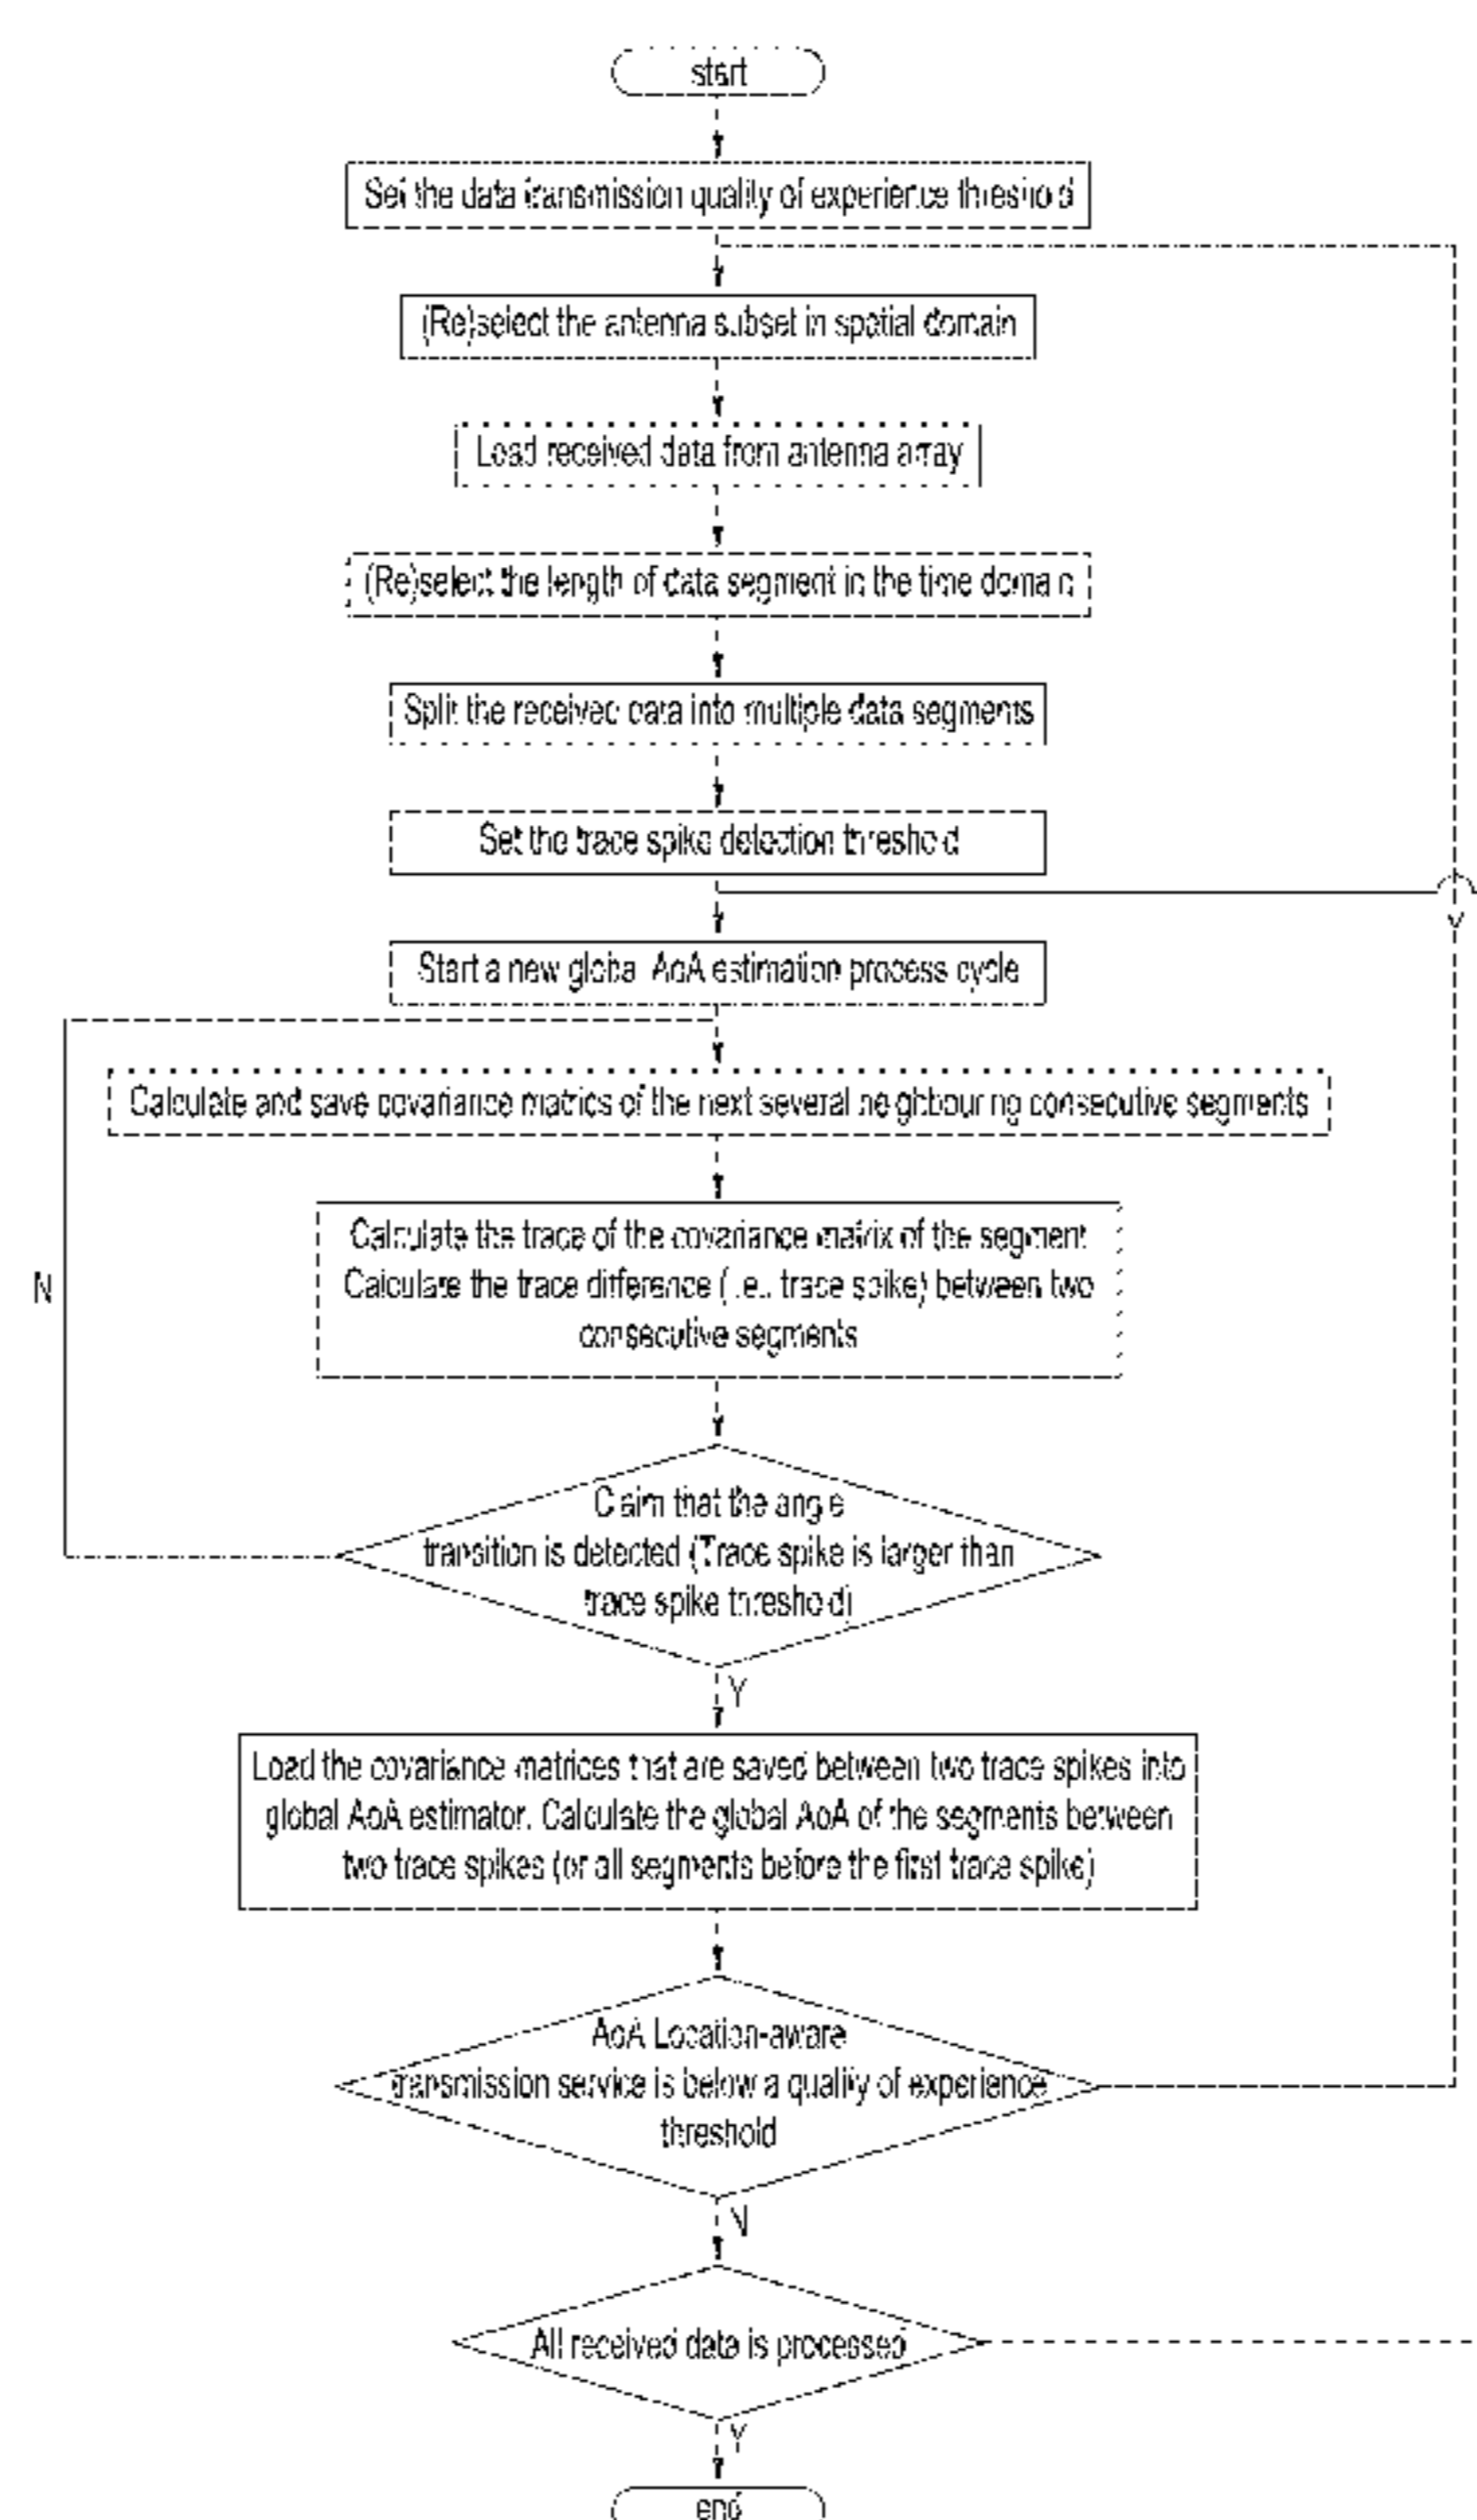 start
Set the data transmission quality of experience threshold
(Re)select the antenna subset in spatial domain
Load received data from antenna array
(Re)select the length of data segment in the time domain
Split the received data into multiple data segments
Set the trace spike detection threshold
Y
Start a new global AoA estimation process cycle
Calculate and save covariance matrics of the next several neighbouring consecutive segments
Calculate the trace of the covariance matrix of the segment
Calculate the trace difference (i.e. trace spike) between two
consecutive segments
N
Claim that the angle
transition is detected (Trace spike is larger than
trace spike threshold)
Y
Load the covariance matrices that are saved between two trace spikes into
global AoA estimator. Calculate the global AoA of the segments between
two trace spikes (or all segments before the first trace spike)
AoA Location-aware
transmission service is below a quality of experience
threshold
N
All received data is processed
Y
end